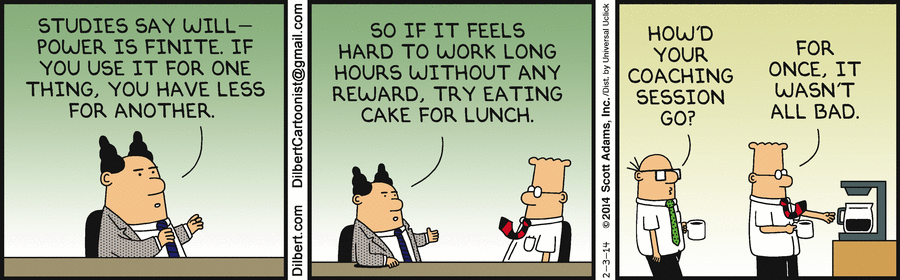 STUDIES SAY WILL-
POWER IS FINITE. IF
YOU USE IT FOR ONE
THING, YOU HAVE LESS
FOR ANOTHER.
Dilbert.com DilbertCartoonist@gmail.com
SO IF IT FEELS
HARD TO WORK LONG
HOURS WITHOUT ANY
REWARD, TRY EATING
CAKE FOR LUNCH.
2-3-14 ©2014 Scott Adams, Inc. /Dist. by Universal Uclick
HOW'D
YOUR
COACHING
SESSION
GO?
FOR
ONCE, IT
WASN'T
ALL BAD.